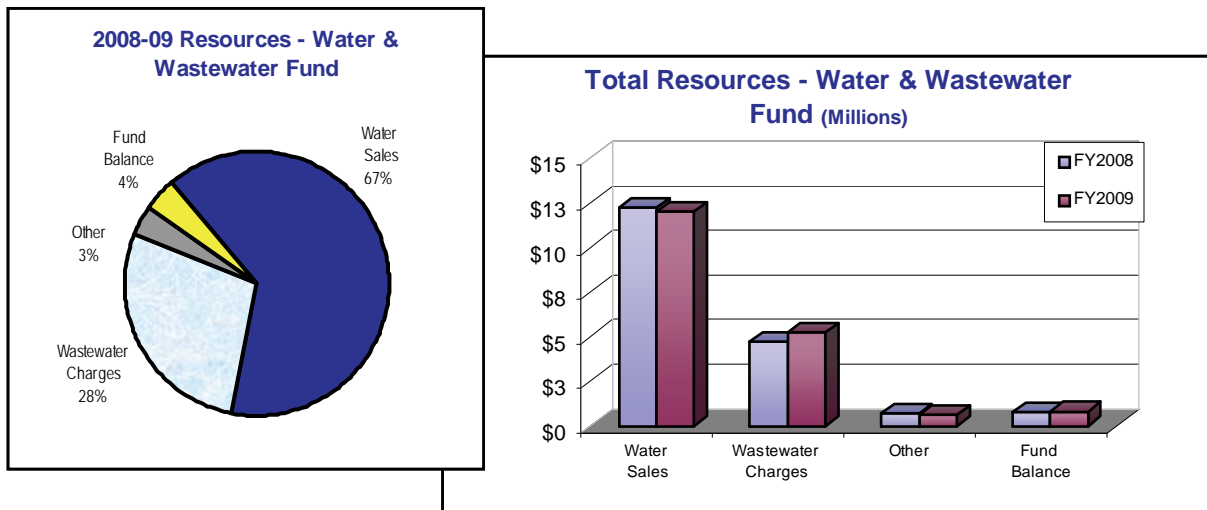 2008-09 Resources - Water &
Wastewater Fund
Fund
Balance
4%
Water
Sales
67%
Other
3%
Wastewater
Charges
28%
Total Resources - Water & Wastewater
Fund (Millions)
$15
$13
$10
$8
$5
$3
$0
FY2008
FY2009
Water
Sales
Wastewater
Charges
Other
Fund
Balance